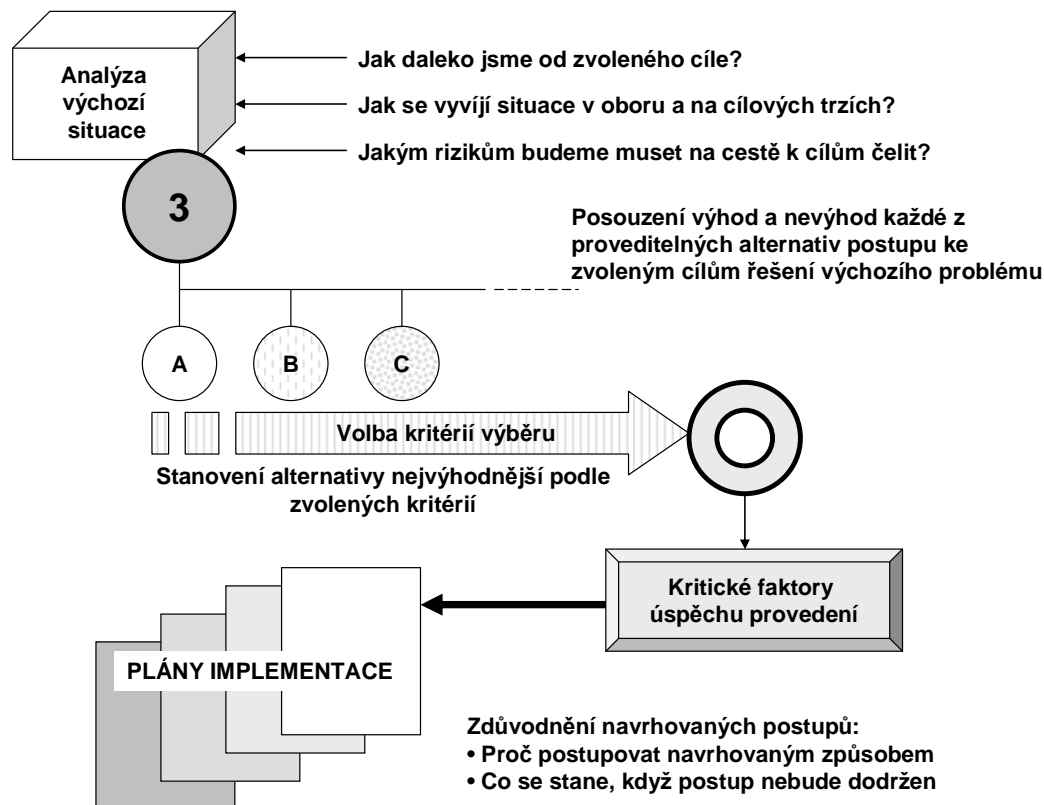 Analýza
výchozí
situace
Jak daleko jsme od zvoleného cíle?
Jak se vyvíjí situace v oboru a na cílových trzích?
Jakým rizikům budeme muset na cestě k cílům čelit?
3
Posouzení výhod a nevýhod každé z
proveditelných alternativ postupu ke
zvoleným cílům řešení výchozího problému
A
B
C
Volba kritérií výběru
Stanovení alternativy nejvýhodnější podle
zvolených kritérií
Kritické faktory
úspěchu provedení
PLÁNY IMPLEMENTACE
Zdůvodnění navrhovaných postupů:
• Proč postupovat navrhovaným způsobem
• Co se stane, když postup nebude dodržen